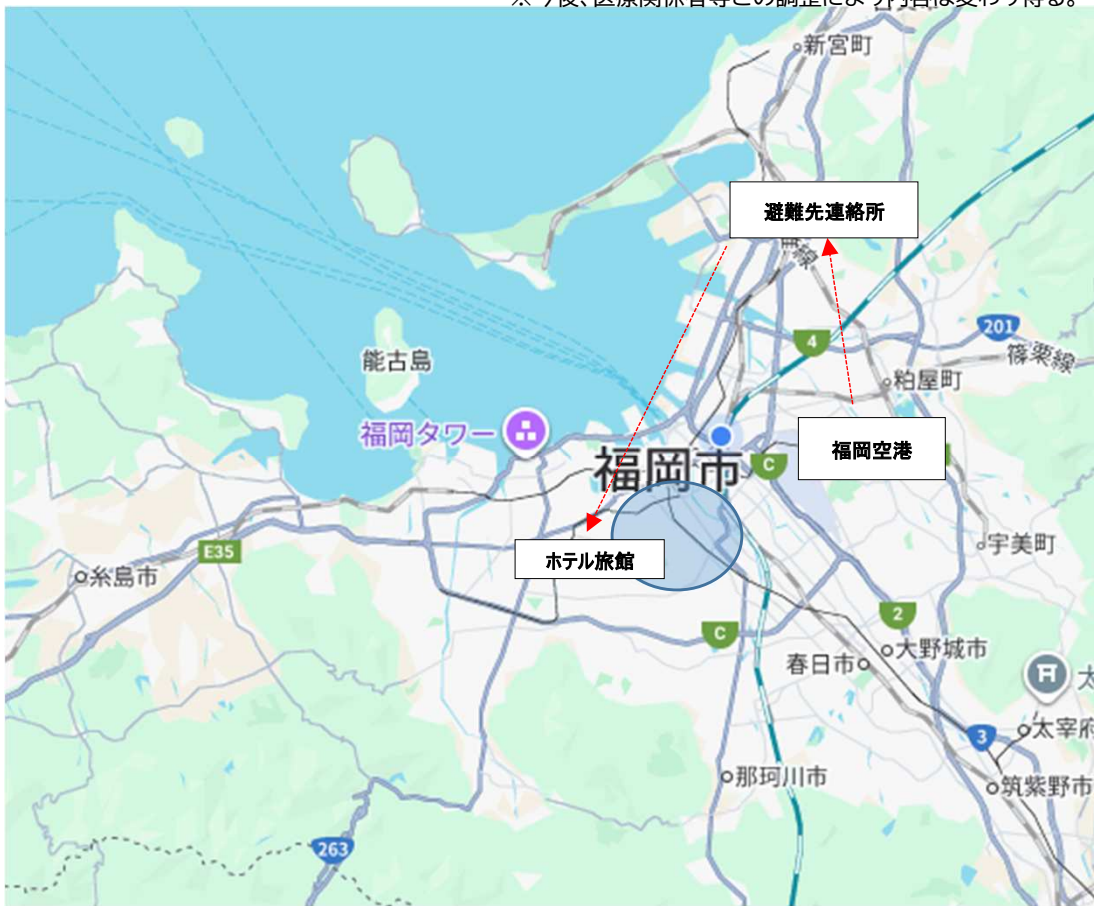 新宮町
避難先連絡所
201
4
篠栗線
能古島
粕屋町
福岡タワー
福岡空港
福岡市
C
E35
ホテル旅館
宇美町
糸島市
2
C
大野城市
春日市
太宰府
3
那珂川市
筑紫野市
263